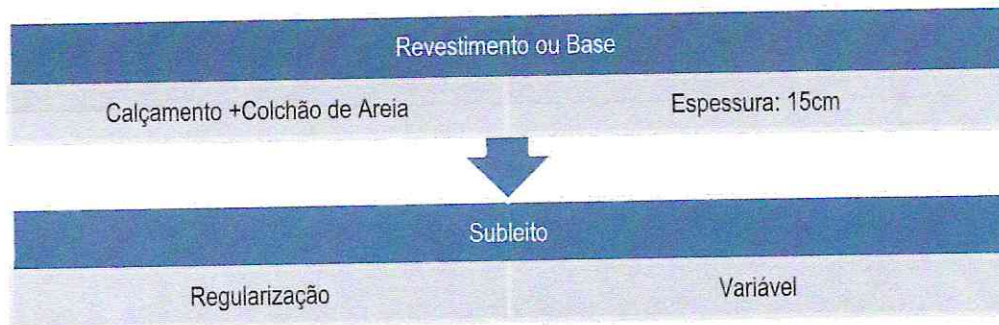 Revestimento ou Base
Calçamento +Colchão de Areia
Espessura: 15cm
Subleito
Regularização
Variável